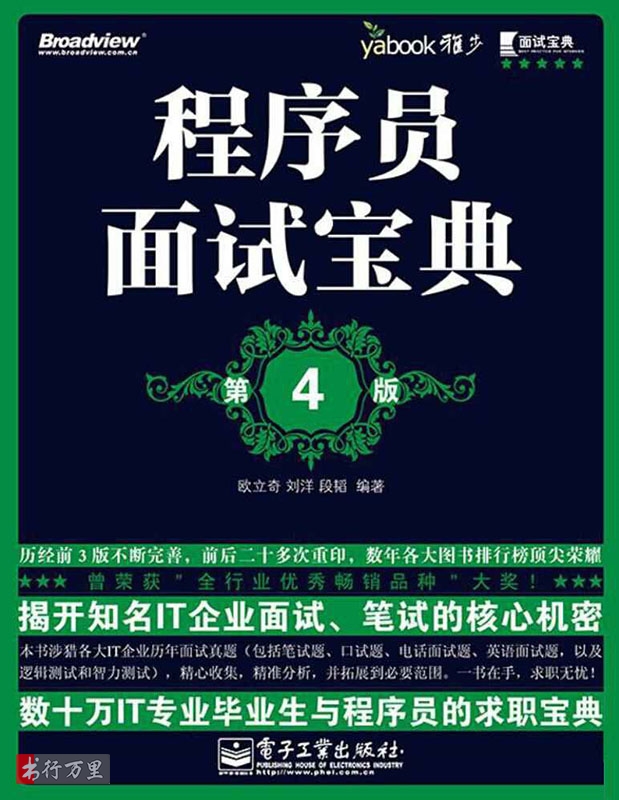 Broadview®
www.broadview.com.cn
yabook 雅步
面试宝典
BEST PRACTICE FOR INTERVIEW
程序员
面试宝典
第 4 版
欧立奇 刘洋 段韬 编著
历经前3版不断完善，前后二十多次重印，数年各大图书排行榜顶尖荣耀
★★★ 曾荣获"全行业优秀畅销品种"大奖！ ★★★
揭开知名IT企业面试、笔试的核心机密
本书涉猎各大IT企业历年面试真题（包括笔试题、口试题、电话面试题、英语面试题，以及
逻辑测试和智力测试），精心收集，精准分析，并拓展到必要范围。一书在手，求职无忧！
数十万IT专业毕业生与程序员的求职宝典
电子工业出版社·
PUBLISHING HOUSE OF ELECTRONICS INDUSTRY
http://www.phei.com.cn
书行万里